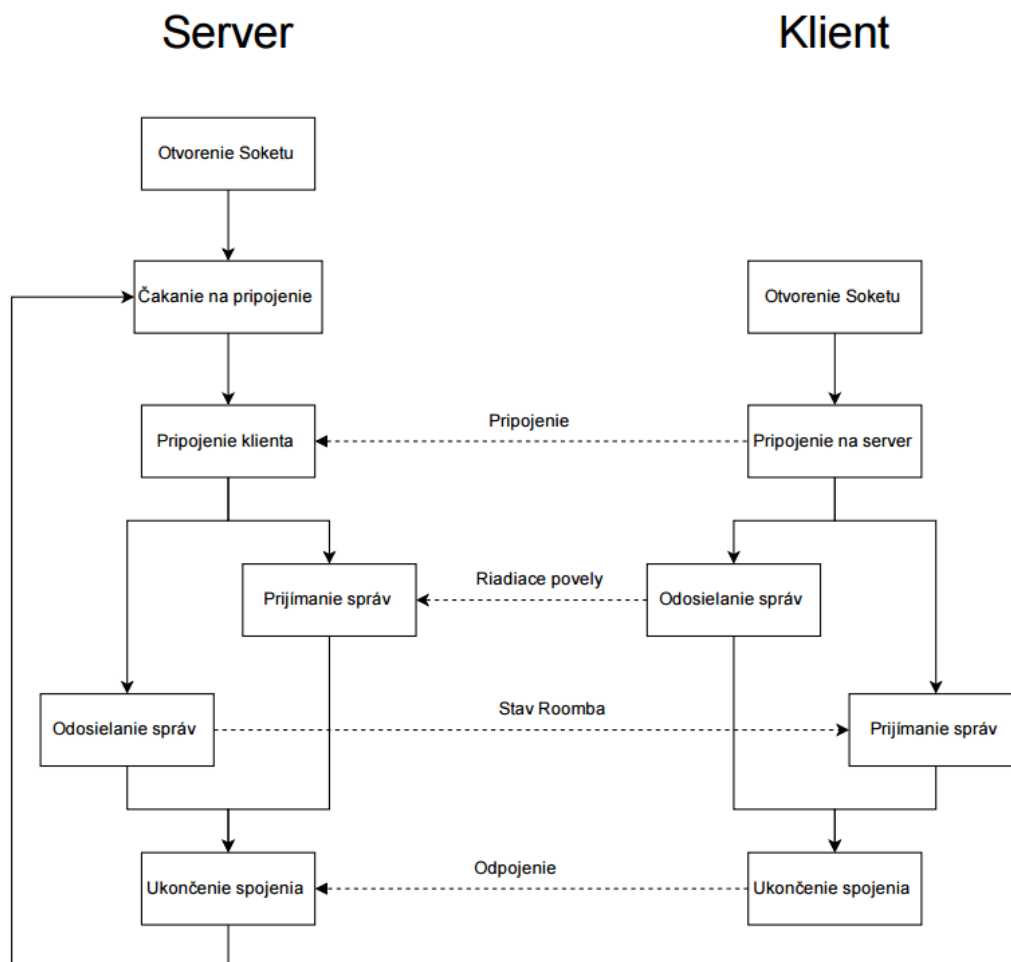 Server
Klient
Otvorenie Soketu
Čakanie na pripojenie
Otvorenie Soketu
Pripojenie
Pripojenie klienta
Pripojenie na server
Riadiace povely
Prijímanie správ
Odosielanie správ
Stav Roomba
Odosielanie správ
Prijímanie správ
Odpojenie
Ukončenie spojenia
Ukončenie spojenia